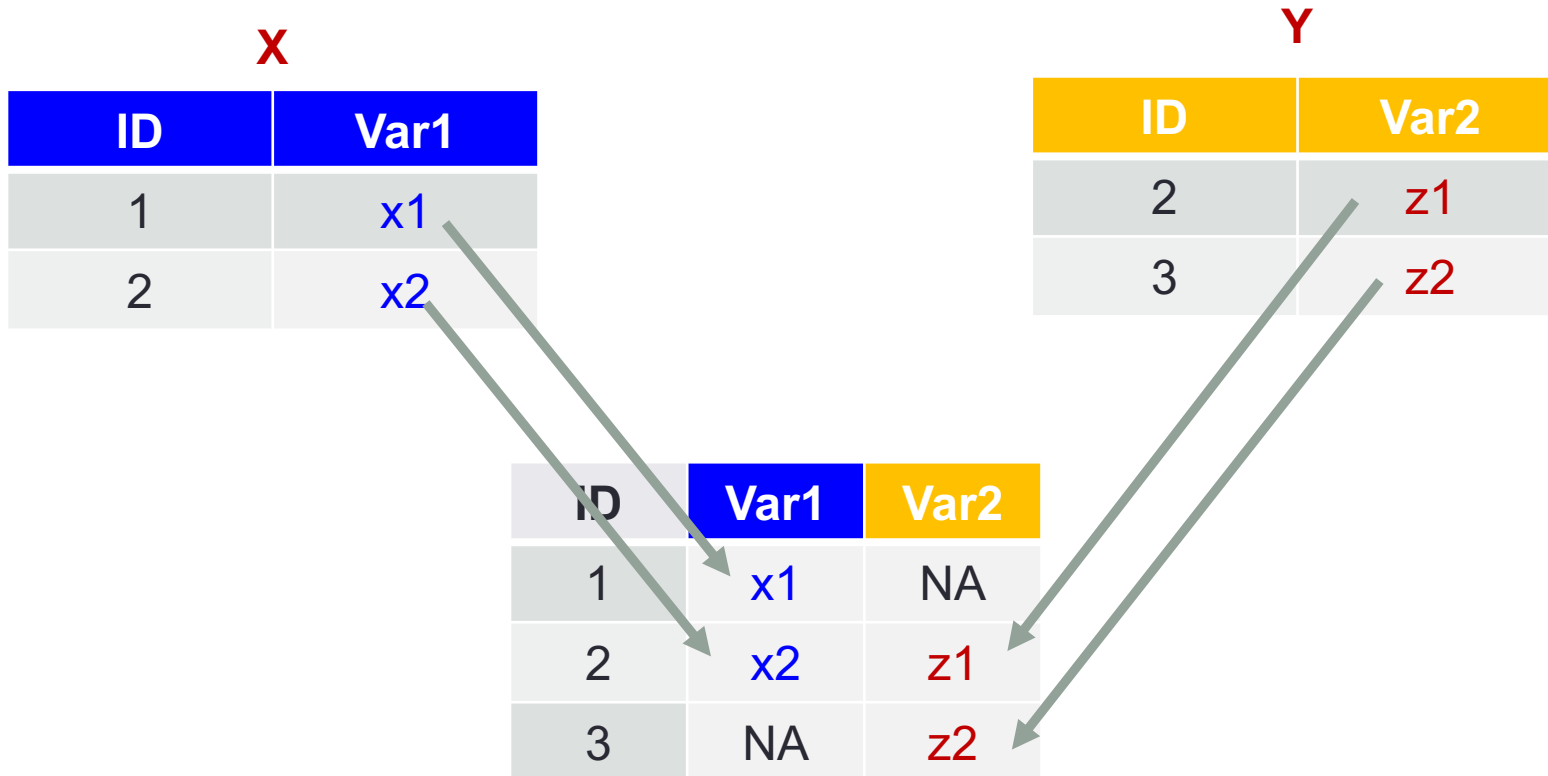 X
ID Var1
1 x1
2 x2
Y
ID Var2
2 z1
3 z2
ID Var1 Var2
1 x1 NA
2 x2 z1
3 NA z2